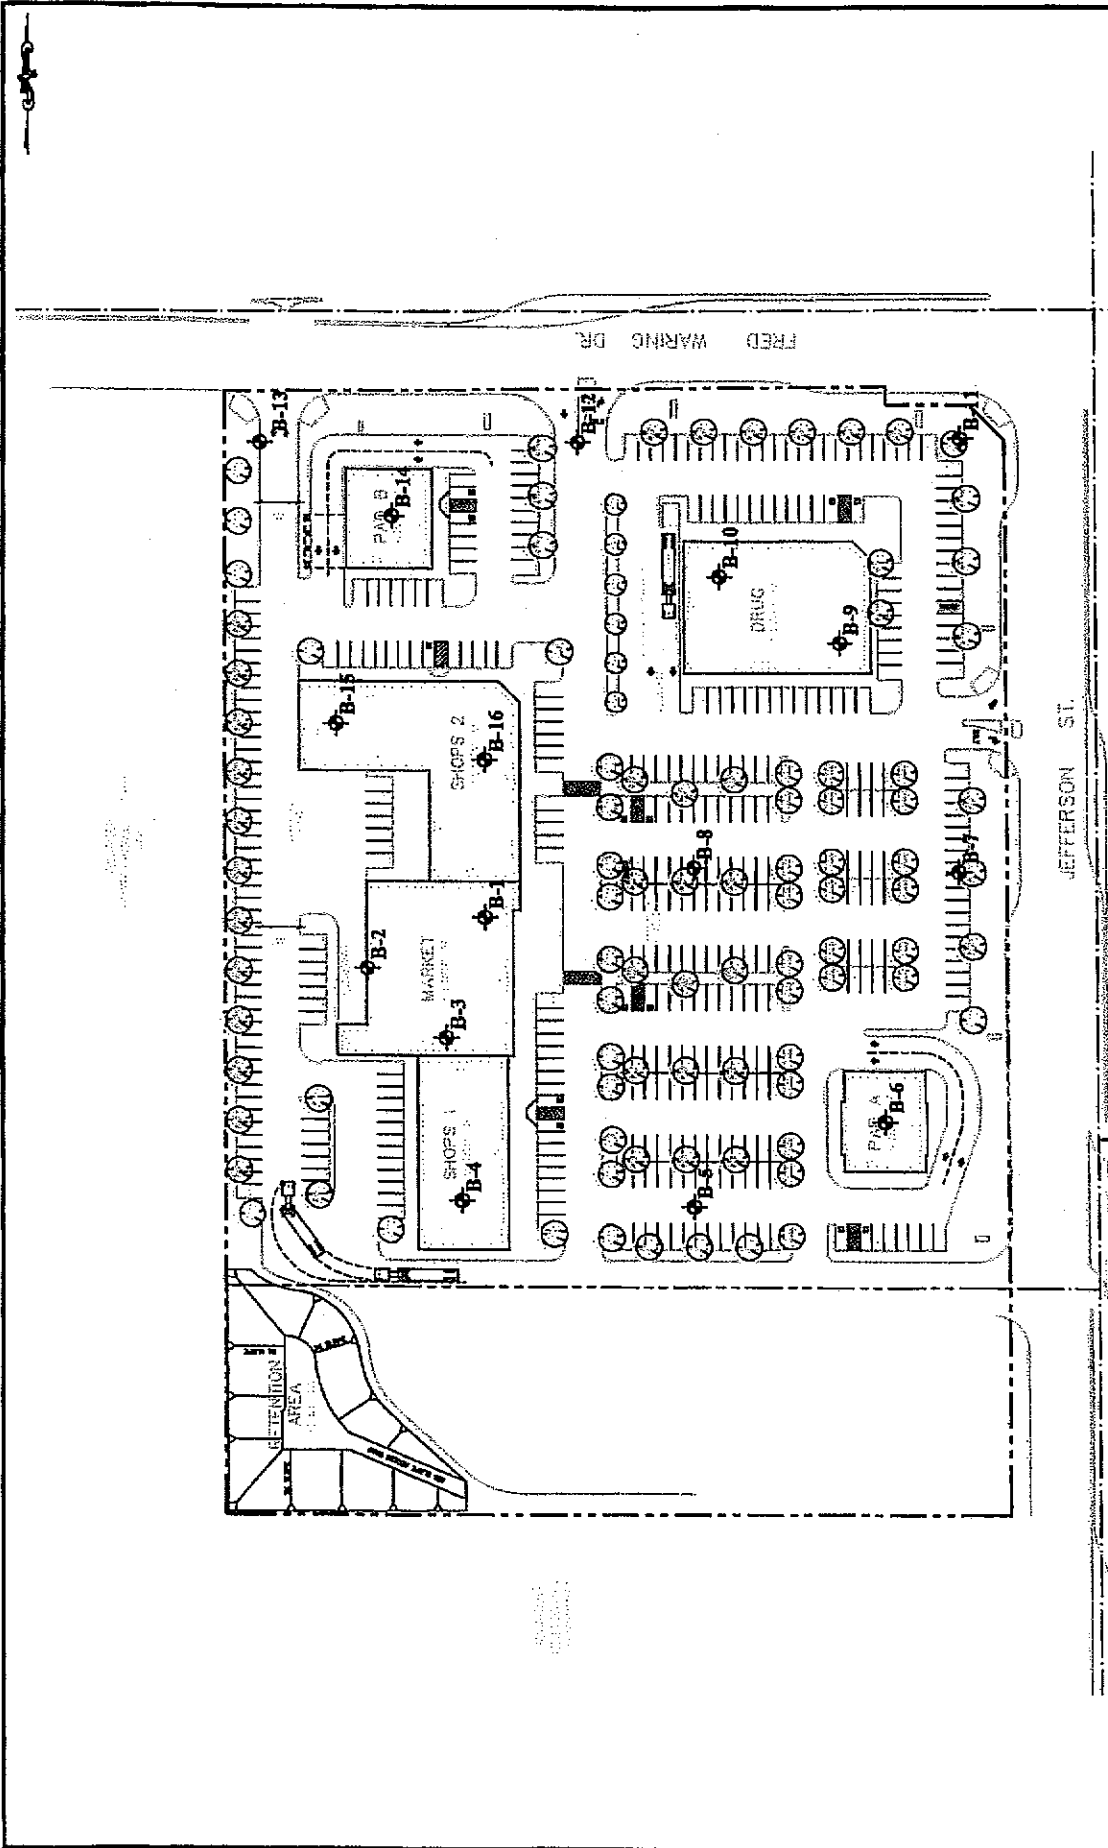 FRED WARING DR.
B-13
B-12
B-11
PAD B
B-14
B-10
DRUG
B-9
B-15
SHOPS 2
B-16
JEFFERSON ST.
B-8
B-7
B-1
B-2
MARKET
B-3
PAD A
B-6
SHOPS 1
B-4
B-5
RETENTION
AREA